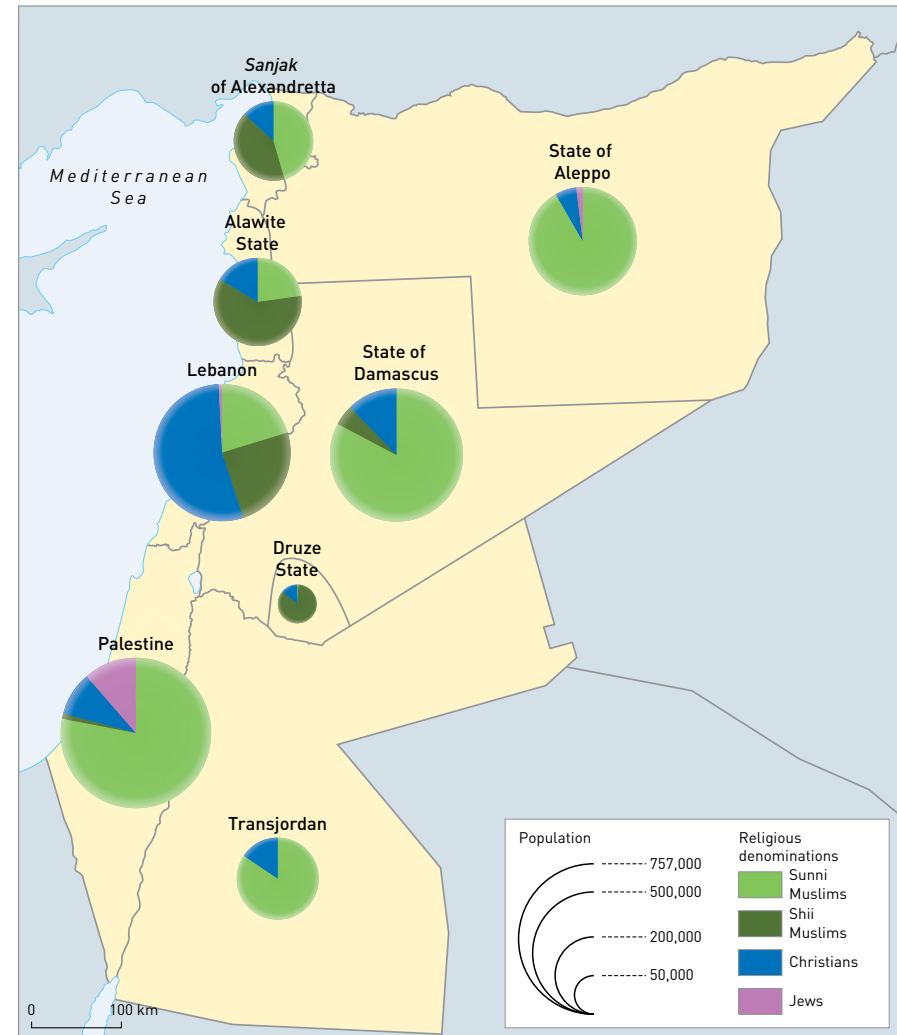 Sanjak
of Alexandretta
Mediterranean
Sea
State of
Aleppo
Alawite
State
Lebanon
State of
Damascus
Druze
State
Palestine
Transjordan
0 100 km
Population
757,000
500,000
200,000
50,000
Religious
denominations
Sunni
Muslims
Shii
Muslims
Christians
Jews